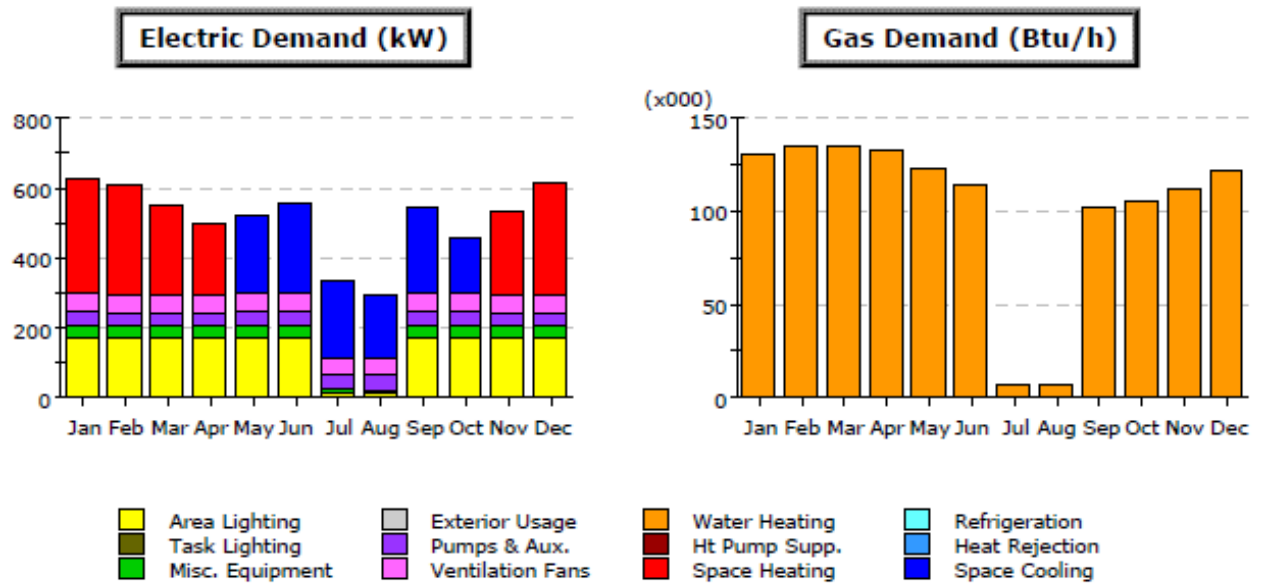 Electric Demand (kW)
Gas Demand (Btu/h)
800
600
400
200
0
Jan Feb Mar Apr May Jun Jul Aug Sep Oct Nov Dec
(x000)
150
100
50
0
Jan Feb Mar Apr May Jun Jul Aug Sep Oct Nov Dec
Area Lighting Exterior Usage Water Heating Refrigeration
Task Lighting Pumps & Aux. Ht Pump Supp. Heat Rejection
Misc. Equipment Ventilation Fans Space Heating Space Cooling